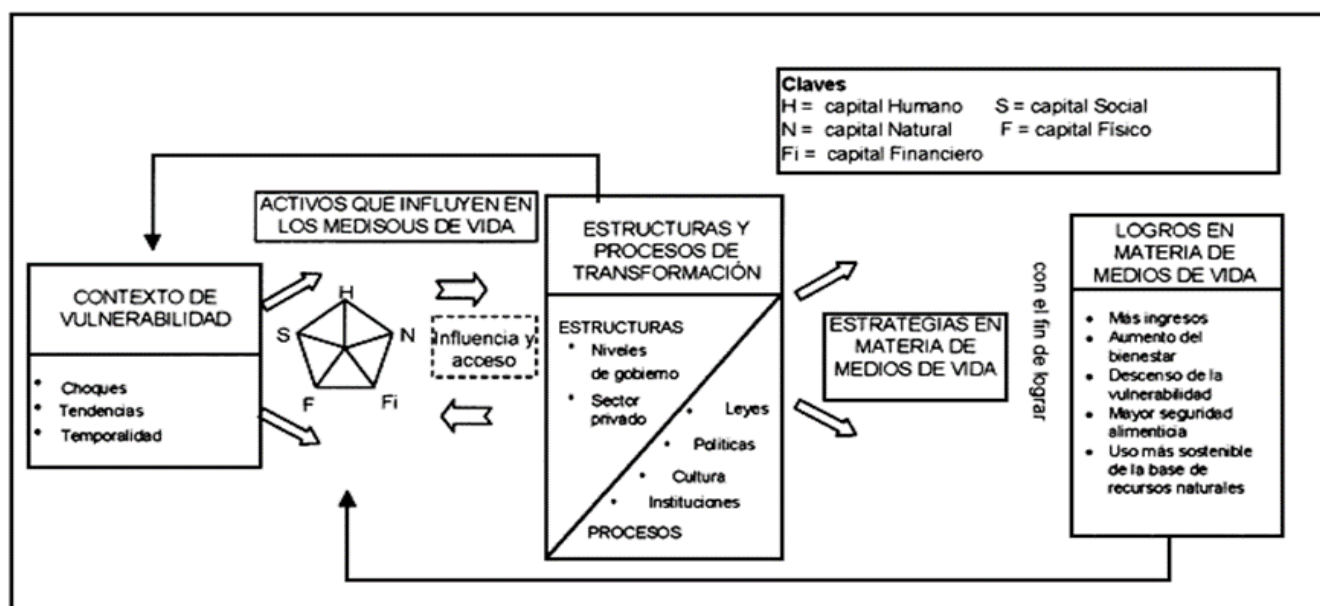 Claves
H = capital Humano S = capital Social
N = capital Natural F = capital Físico
Fi = capital Financiero
ACTIVOS QUE INFLUYEN EN
LOS MEDISOUS DE VIDA
CONTEXTO DE
VULNERABILIDAD
• Choques
• Tendencias
• Temporalidad
H
S
N
F
Fi
Influencia y
acceso
ESTRUCTURAS Y
PROCESOS DE
TRANSFORMACIÓN
ESTRUCTURAS
• Niveles
de gobierno
• Sector
privado
• Leyes
• Políticas
• Cultura
• Instituciones
PROCESOS
ESTRATEGIAS EN
MATERIA DE
MEDIOS DE VIDA
con el fin de lograr
LOGROS EN
MATERIA DE
MEDIOS DE VIDA
• Más ingresos
• Aumento del
bienestar
• Descenso de la
vulnerabilidad
• Mayor seguridad
alimenticia
• Uso más sostenible
de la base de
recursos naturales